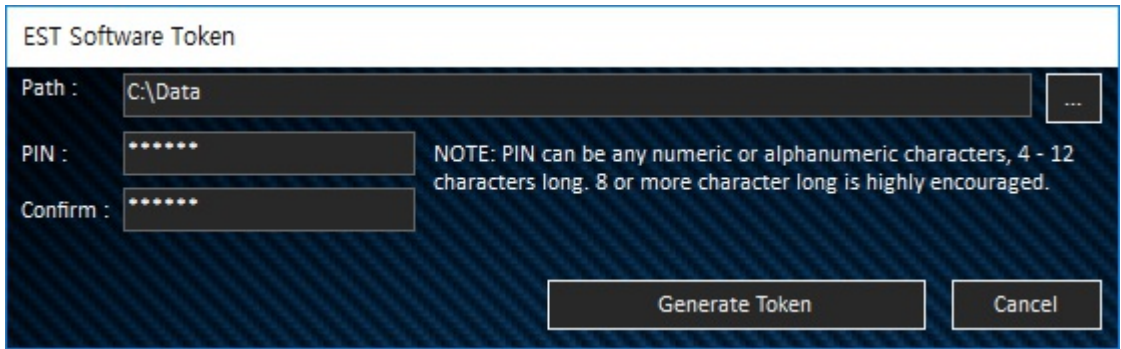 EST Software Token
Path :
C:\Data
...
PIN :
******
NOTE: PIN can be any numeric or alphanumeric characters, 4 - 12
characters long. 8 or more character long is highly encouraged.
Confirm :
******
Generate Token
Cancel